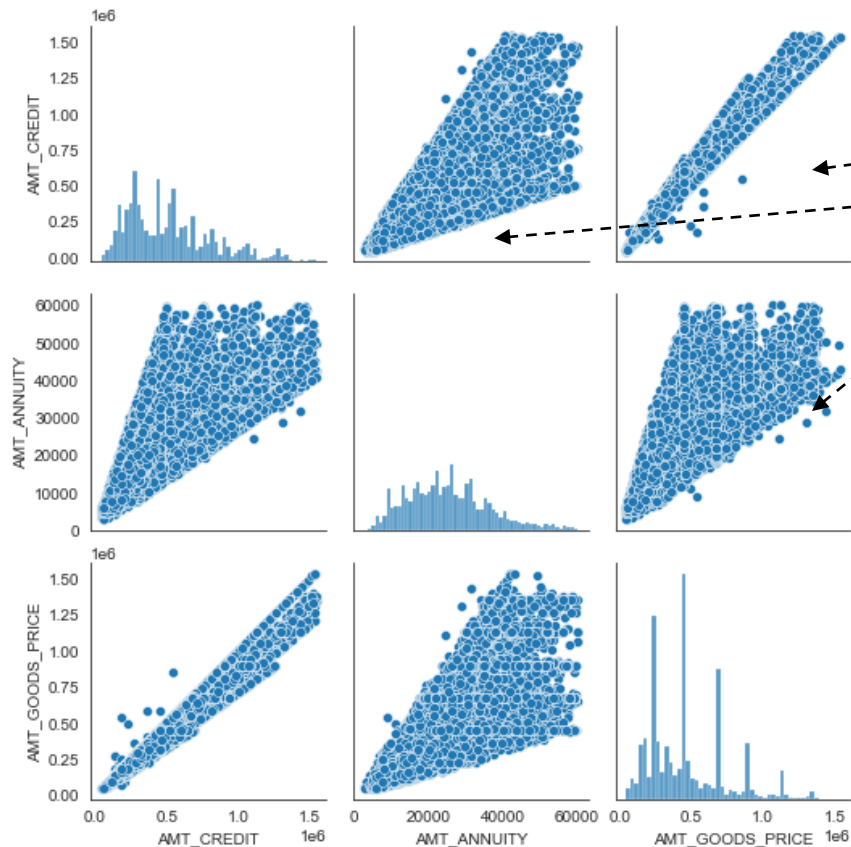 1e6
AMT_CREDIT
1.50
1.25
1.00
0.75
0.50
0.25
0.00
AMT_ANNUITY
60000
50000
40000
30000
20000
10000
0
1e6
AMT_GOODS_PRICE
1.50
1.25
1.00
0.75
0.50
0.25
0.00
0.0 0.5 1.0 1.5
1e6
AMT_CREDIT
0 20000 40000 60000
AMT_ANNUITY
0.0 0.5 1.0 1.5
1e6
AMT_GOODS_PRICE